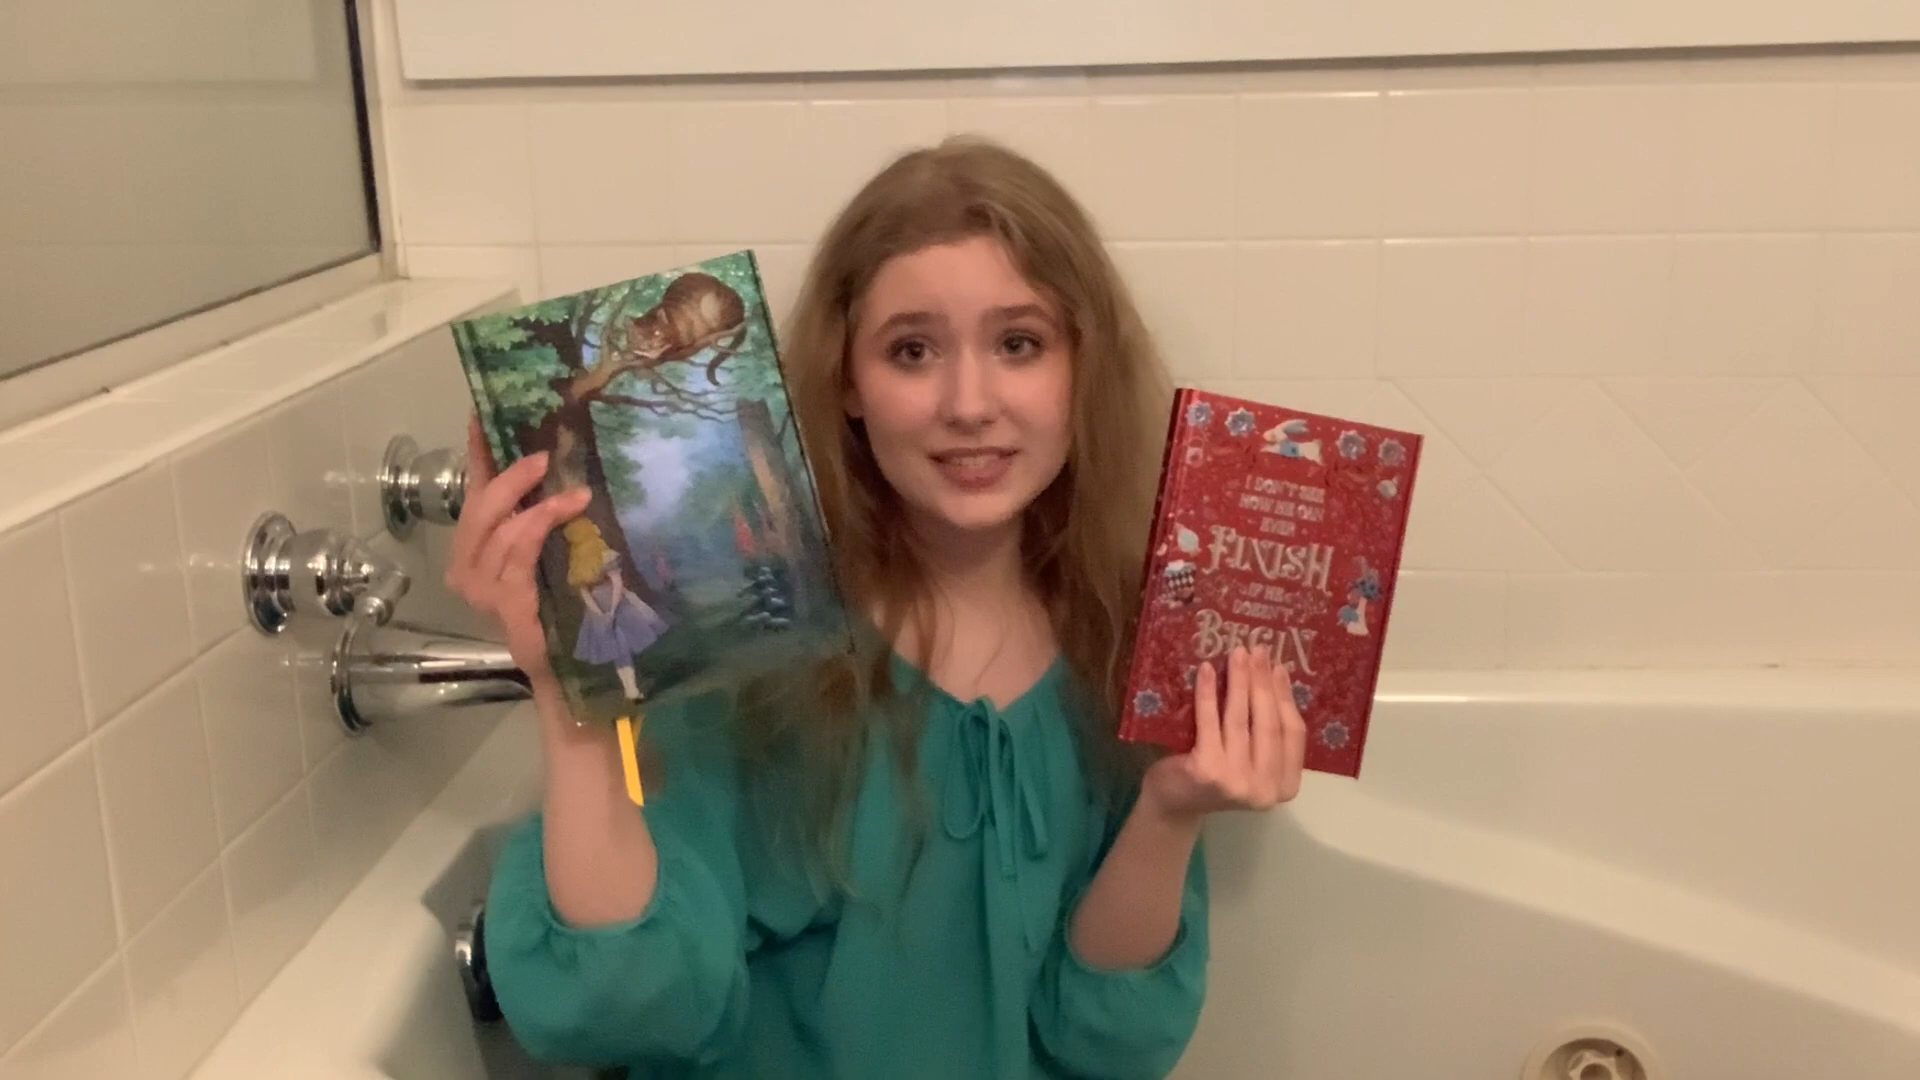 I DON'T SEE
HOW HE CAN
EVER
FINISH
IF HE
DOESN'T
BEGIN